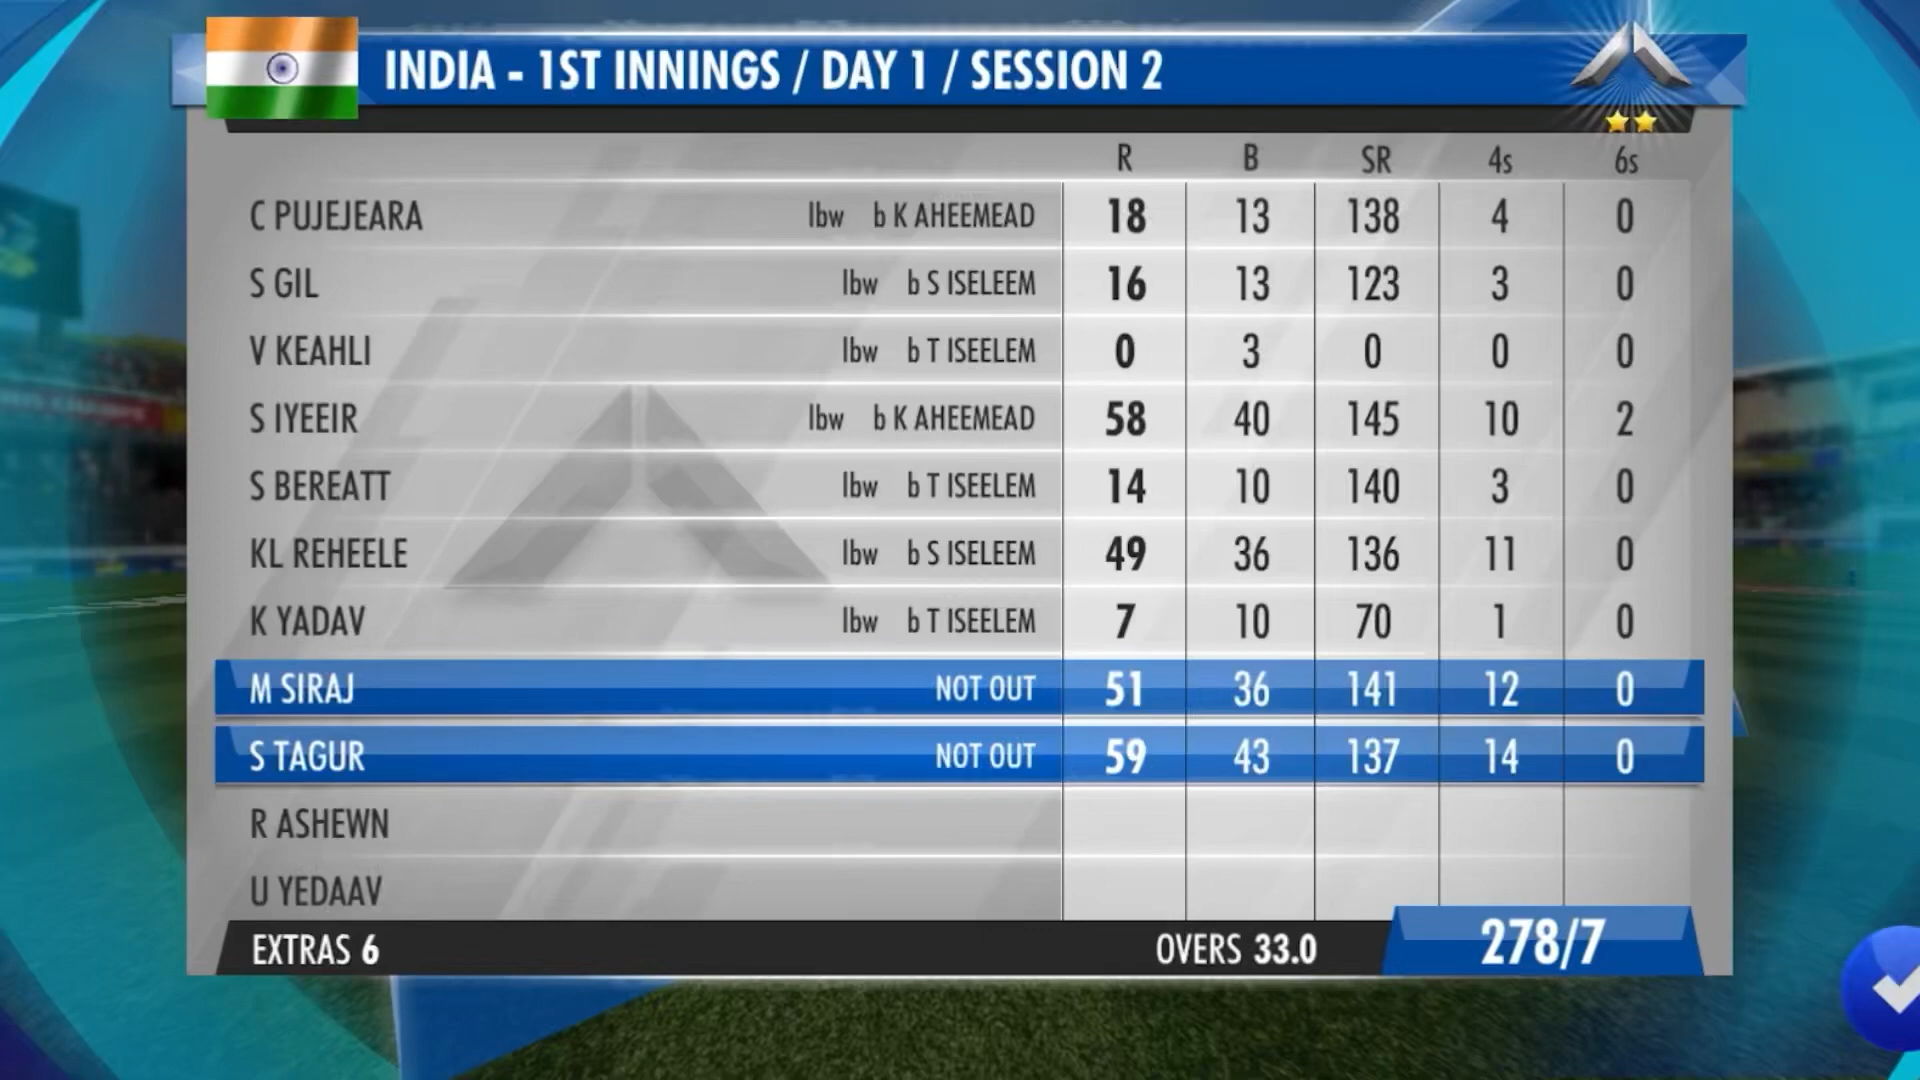 INDIA - 1ST INNINGS / DAY 1 / SESSION 2
R B SR 4s 6s
C PUJEJEARA lbw b K AHEEMEAD 18 13 138 4 0
S GIL lbw b S ISELEEM 16 13 123 3 0
V KEAHLI lbw b T ISEELEM 0 3 0 0 0
S IYEEIR lbw b K AHEEMEAD 58 40 145 10 2
S BEREATT lbw b T ISEELEM 14 10 140 3 0
KL REHEELE lbw b S ISELEEM 49 36 136 11 0
K YADAV lbw b T ISEELEM 7 10 70 1 0
M SIRAJ NOT OUT 51 36 141 12 0
S TAGUR NOT OUT 59 43 137 14 0
R ASHEWN
U YEDAAV
EXTRAS 6 OVERS 33.0 278/7